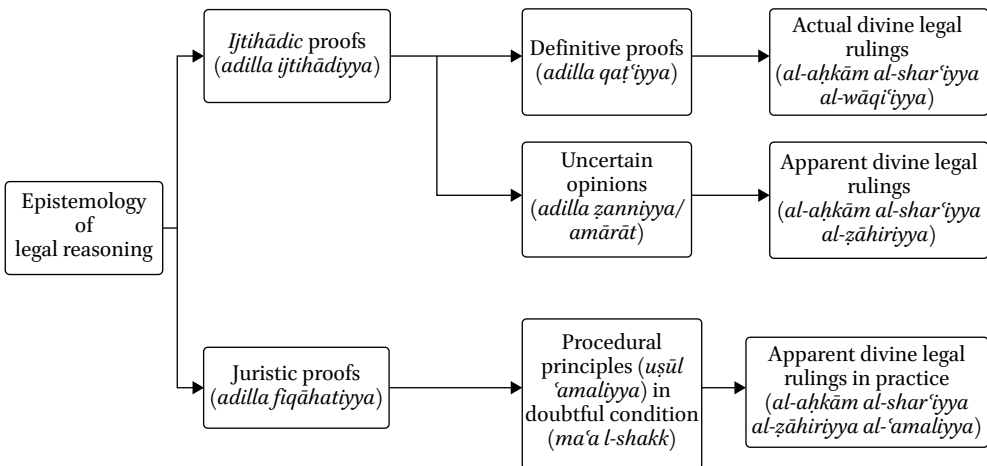 Epistemology
of
legal reasoning
Ijtihādic proofs
(adilla ijtihādiyya)
Definitive proofs
(adilla qaṭʿiyya)
Actual divine legal
rulings
(al-aḥkām al-sharʿiyya
al-wāqiʿiyya)
Uncertain
opinions
(adilla ẓanniyya/
amārāt)
Apparent divine legal
rulings
(al-aḥkām al-sharʿiyya
al-ẓāhiriyya)
Juristic proofs
(adilla fiqāhatiyya)
Procedural
principles (uṣūl
ʿamaliyya) in
doubtful condition
(maʿa l-shakk)
Apparent divine legal
rulings in practice
(al-aḥkām al-sharʿiyya
al-ẓāhiriyya al-ʿamaliyya)